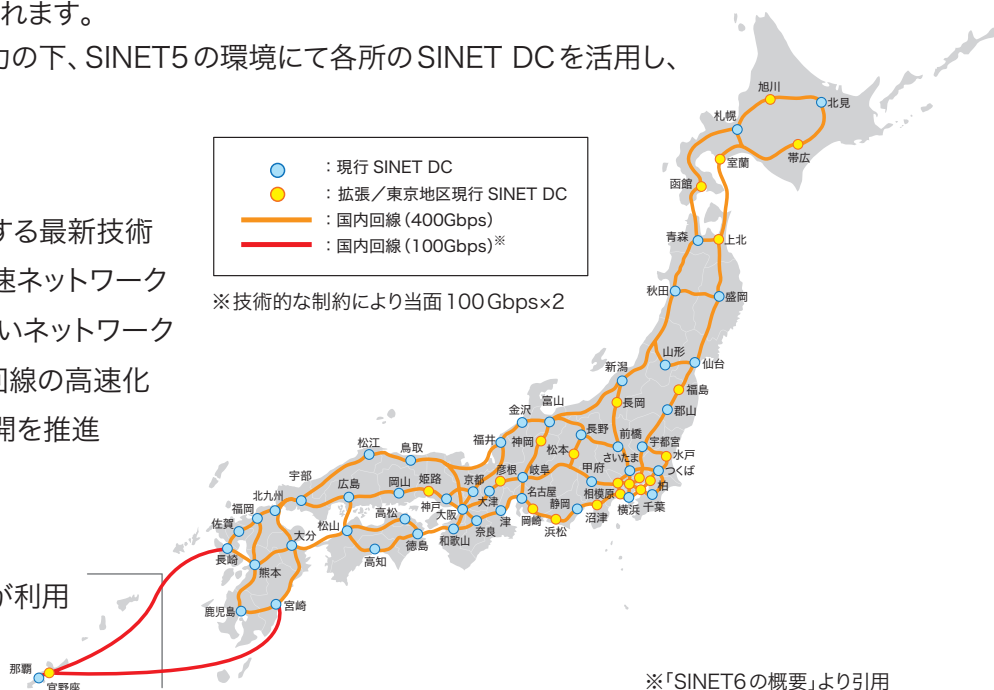 れます。
力の下、SINET5の環境にて各所のSINET DCを活用し、
：現行 SINET DC
：拡張／東京地区現行 SINET DC
：国内回線（400Gbps）
：国内回線（100Gbps）※
※技術的な制約により当面100Gbps×2
する最新技術
速ネットワーク
いネットワーク
回線の高速化
開を推進
が利用
旭川
北見
札幌
帯広
室蘭
函館
青森
上北
秋田
盛岡
山形
仙台
新潟
福島
長岡
郡山
富山
金沢
長野
前橋
宇都宮
福井
神岡
松本
さいたま
水戸
つくば
松江
鳥取
彦根
岐阜
甲府
柏
宇部
広島
岡山
姫路
京都
大津
名古屋
静岡
相模原
横浜
千葉
北九州
神戸
大阪
津
岡崎
浜松
沼津
福岡
高松
奈良
佐賀
松山
徳島
和歌山
大分
高知
長崎
熊本
鹿児島
宮崎
那覇
宜野座
※「SINET6の概要」より引用